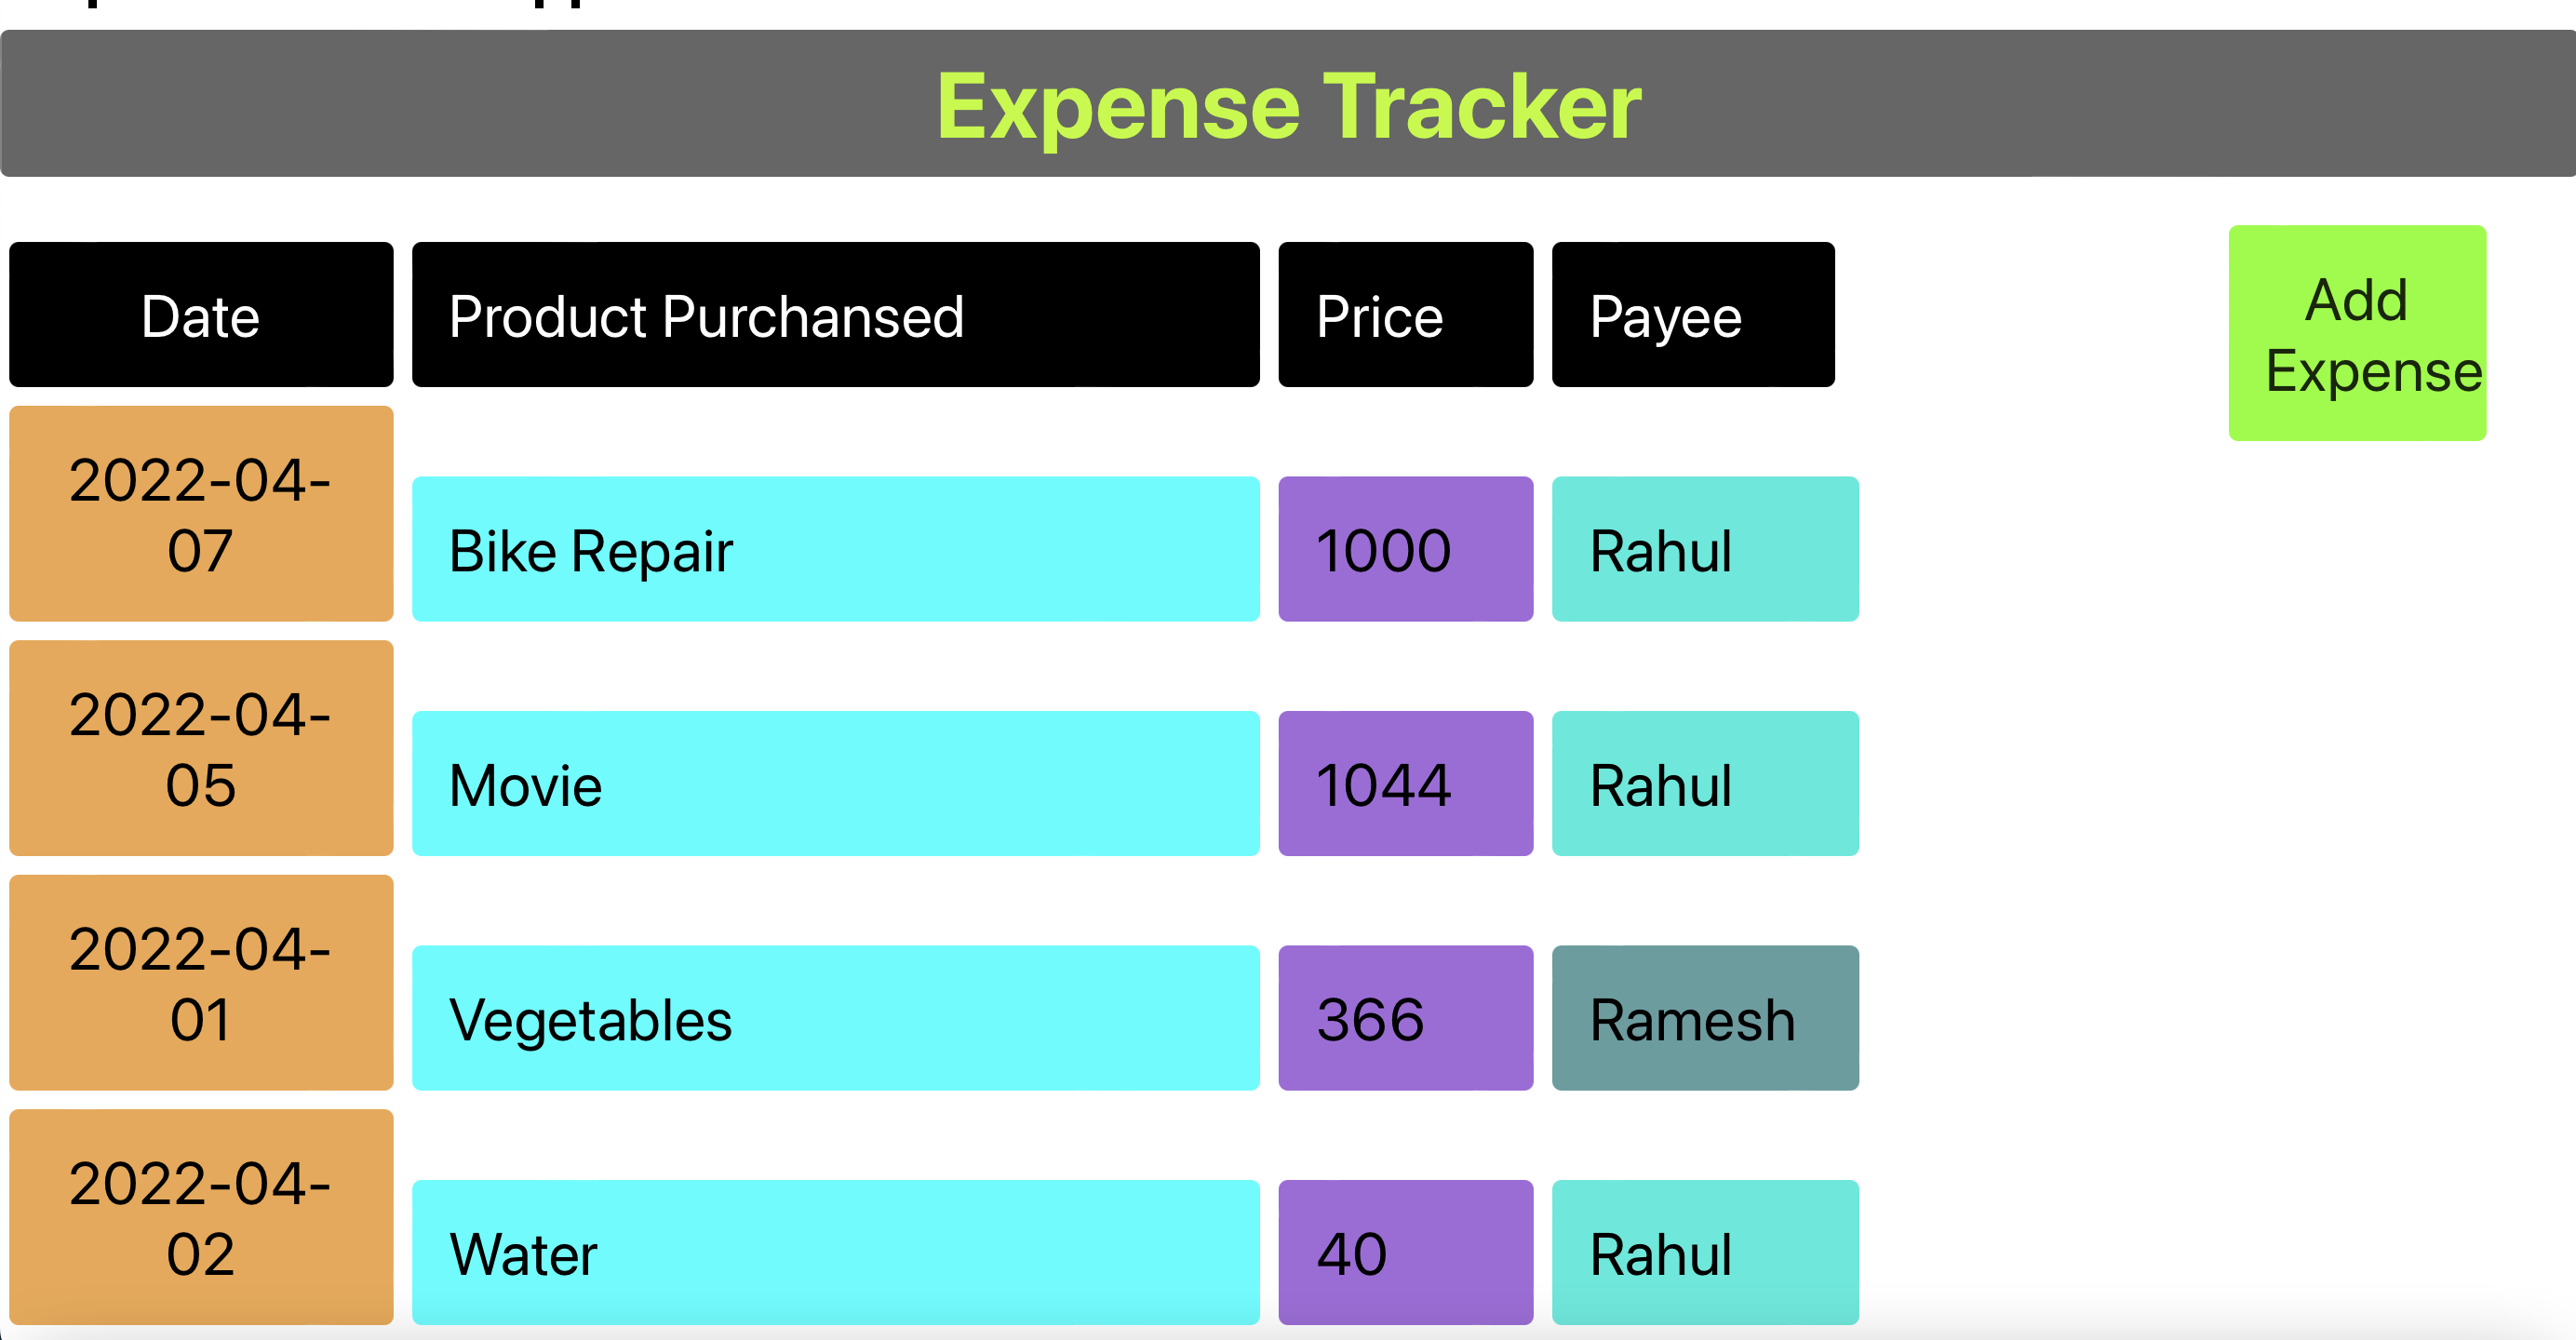 Expense Tracker
Date Product Purchansed Price Payee
Add
Expense
2022-04-
07
Bike Repair 1000 Rahul
2022-04-
05
Movie 1044 Rahul
2022-04-
01
Vegetables 366 Ramesh
2022-04-
02
Water 40 Rahul